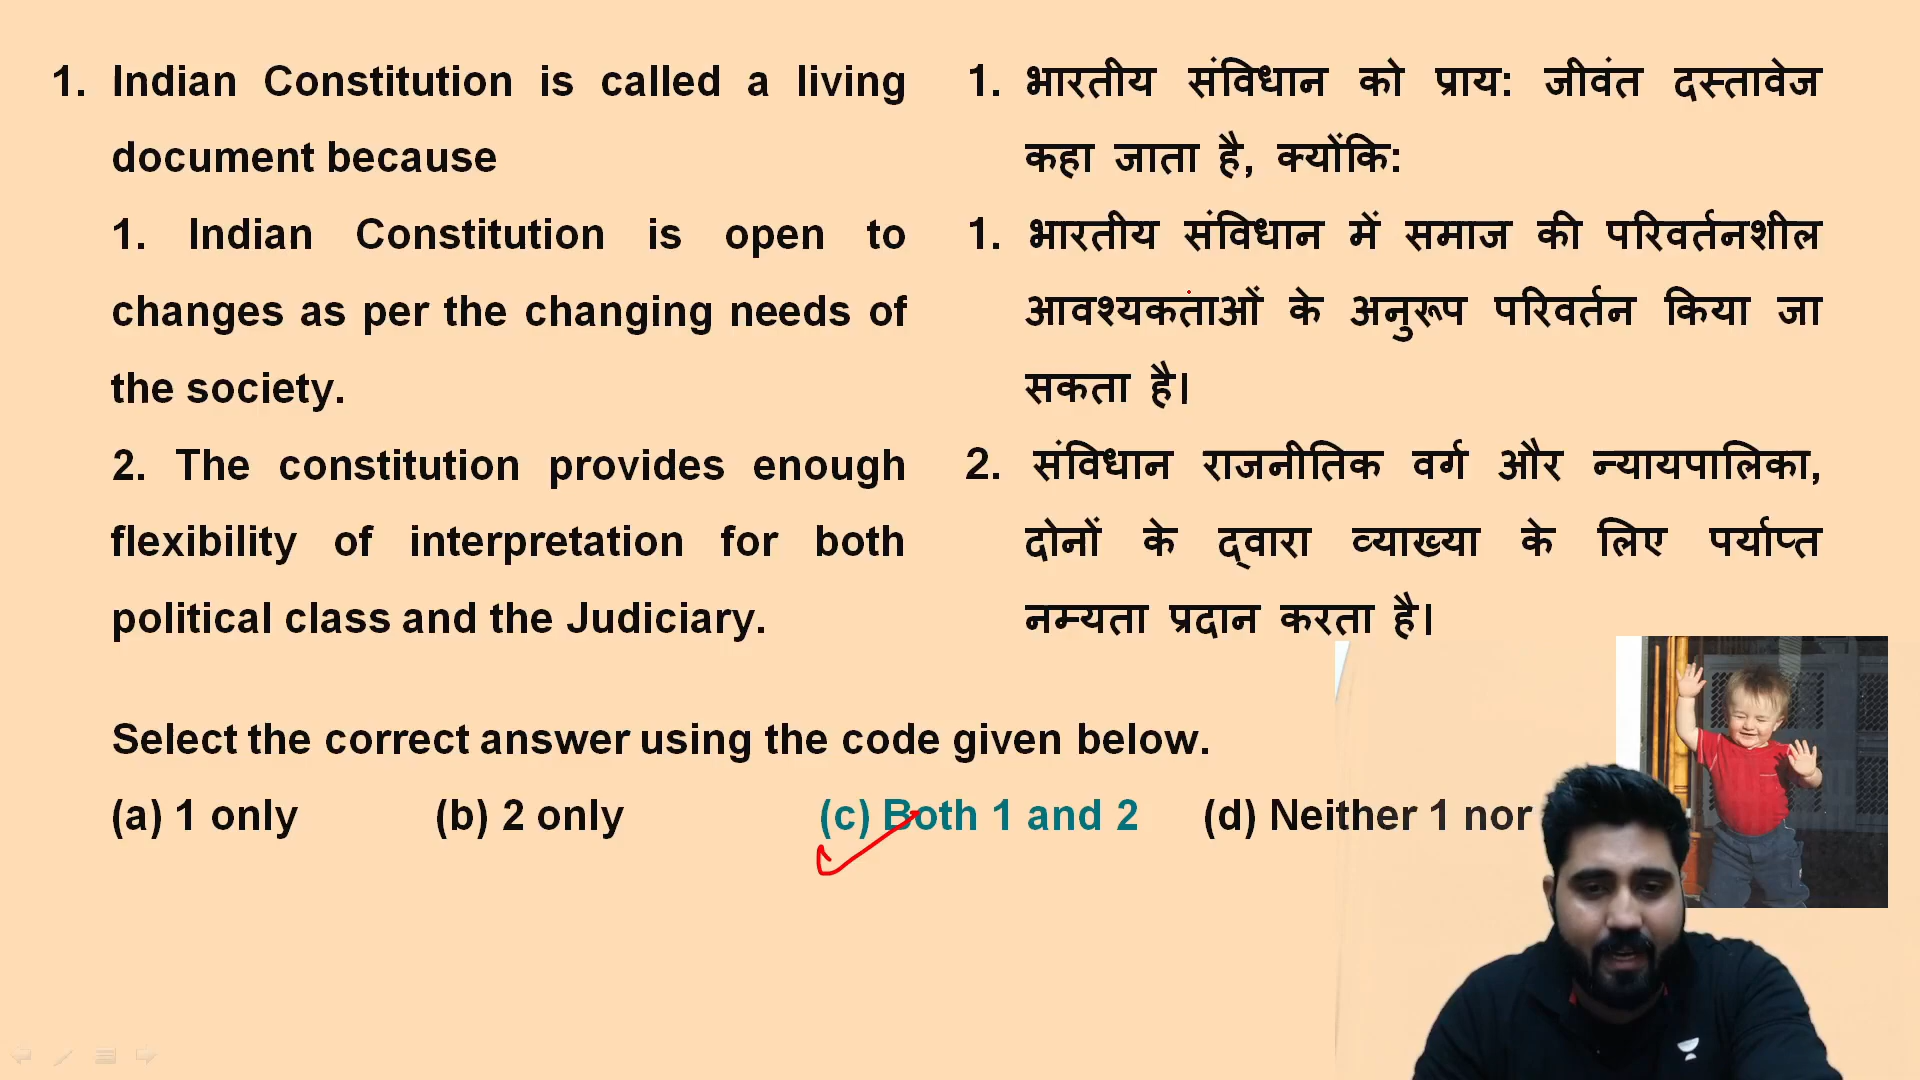 1. Indian Constitution is called a living
document because
1. Indian Constitution is open to
changes as per the changing needs of
the society.
2. The constitution provides enough
flexibility of interpretation for both
political class and the Judiciary.
1. भारतीय संविधान को प्राय: जीवंत दस्तावेज
कहा जाता है, क्योंकि:
1. भारतीय संविधान में समाज की परिवर्तनशील
आवश्यकताओं के अनुरूप परिवर्तन किया जा
सकता है।
2. संविधान राजनीतिक वर्ग और न्यायपालिका,
दोनों के द्वारा व्याख्या के लिए पर्याप्त
नम्यता प्रदान करता है।
Select the correct answer using the code given below.
(a) 1 only (b) 2 only (c) Both 1 and 2 (d) Neither 1 nor